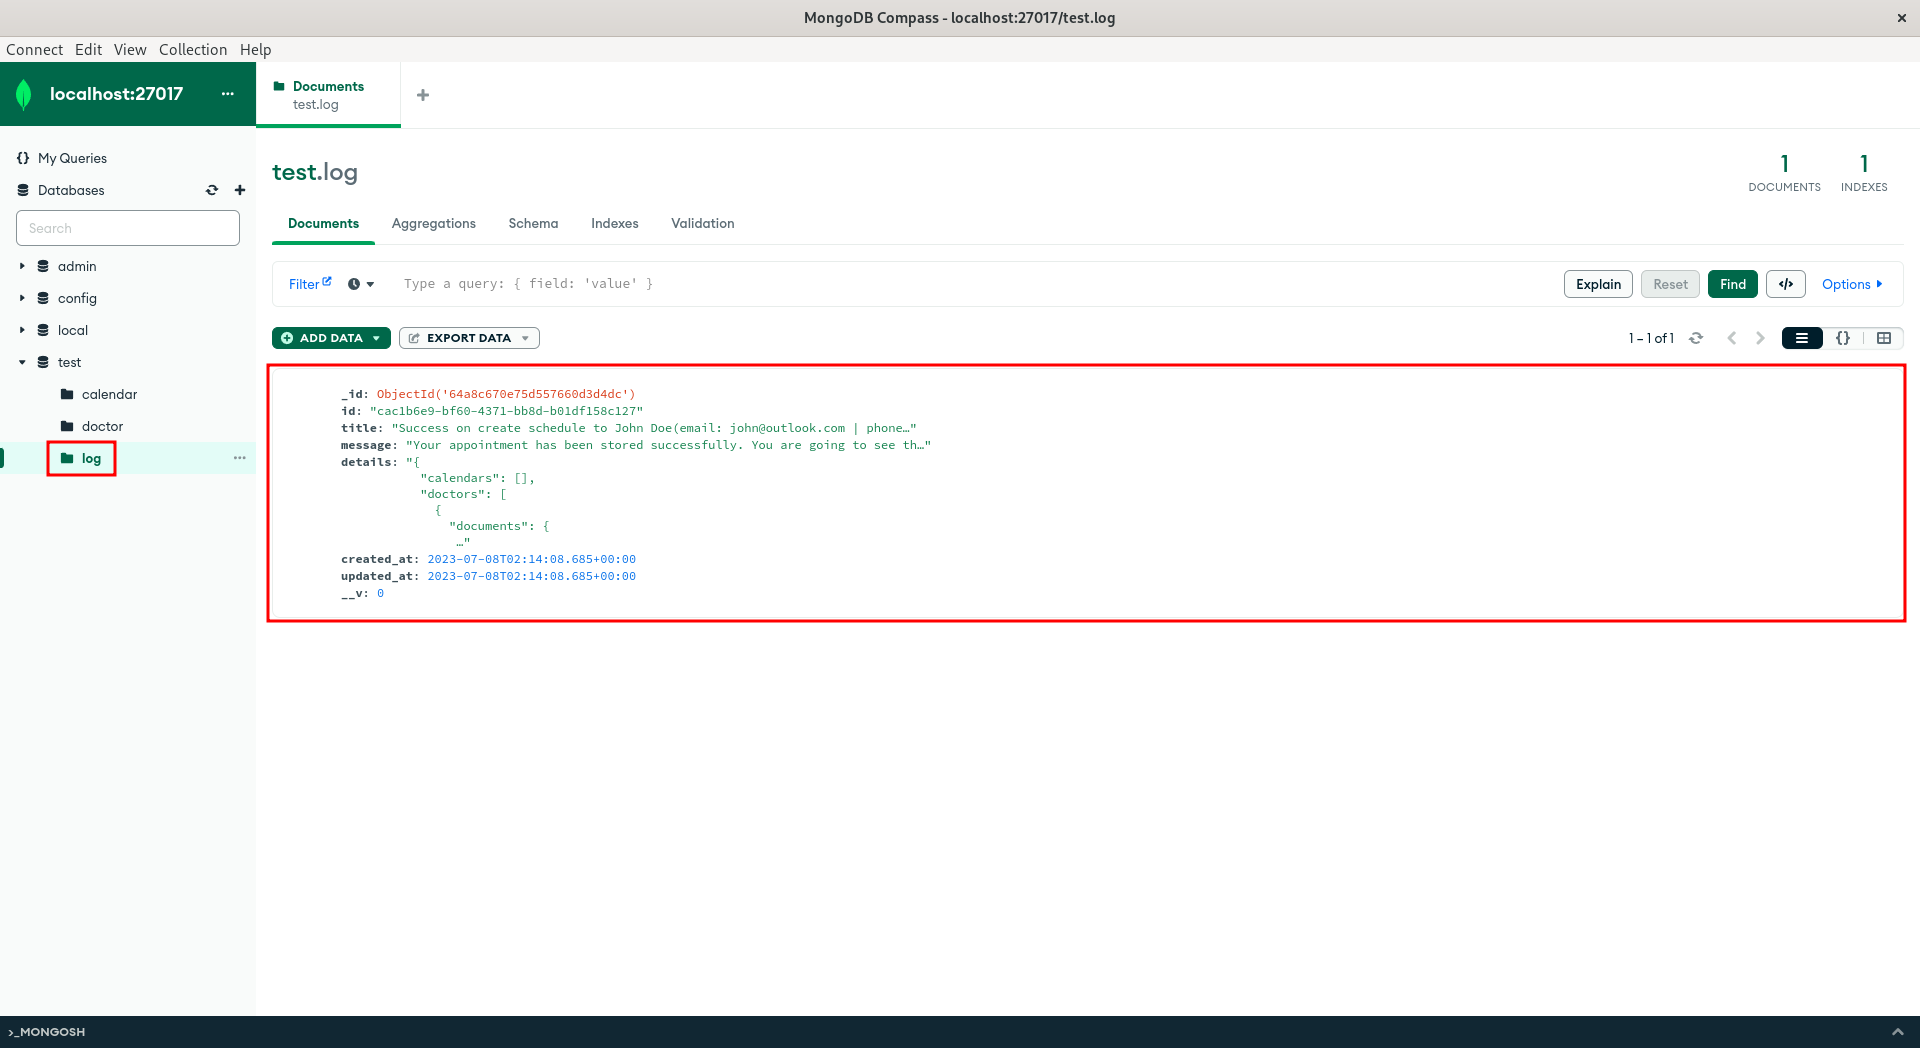 MongoDB Compass - localhost:27017/test.log
Connect Edit View Collection Help
localhost:27017
Documents
test.log
My Queries
Databases
Search
admin
config
local
test
calendar
doctor
log
test.log
1 DOCUMENTS
1 INDEXES
Documents Aggregations Schema Indexes Validation
Filter Type a query: { field: 'value' } Explain Reset Find </> Options
ADD DATA EXPORT DATA 1 – 1 of 1 {}
_id: ObjectId('64a8c670e75d557660d3d4dc')
id: "cac1b6e9-bf60-4371-bb8d-b01df158c127"
title: "Success on create schedule to John Doe(email: john@outlook.com | phone…"
message: "Your appointment has been stored successfully. You are going to see th…"
details: "{
"calendars": [],
"doctors": [
{
"documents": {
…"
created_at: 2023-07-08T02:14:08.685+00:00
updated_at: 2023-07-08T02:14:08.685+00:00
__v: 0
>_MONGOSH